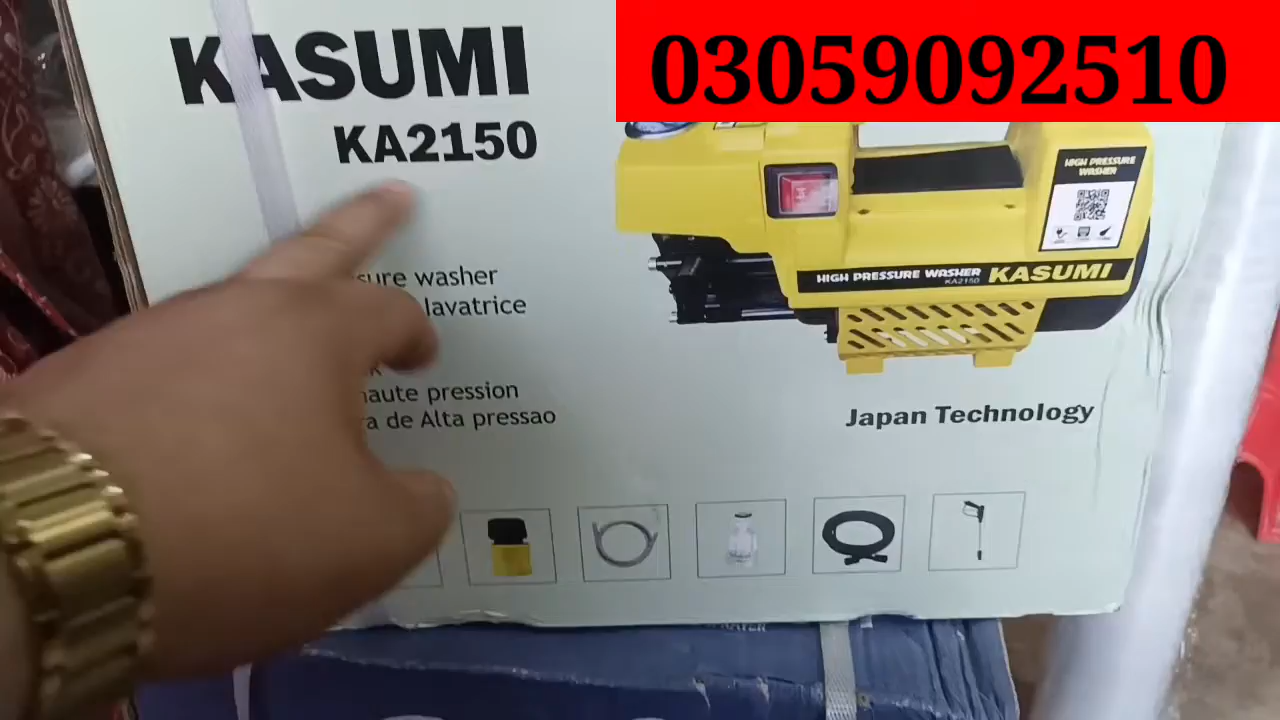 03059092510
KASUMI
KA2150
HIGH PRESSURE
WASHER
HIGH PRESSURE WASHER KASUMI
KA2150
washer
lavatrice
haute pression
de Alta pressao
Japan Technology